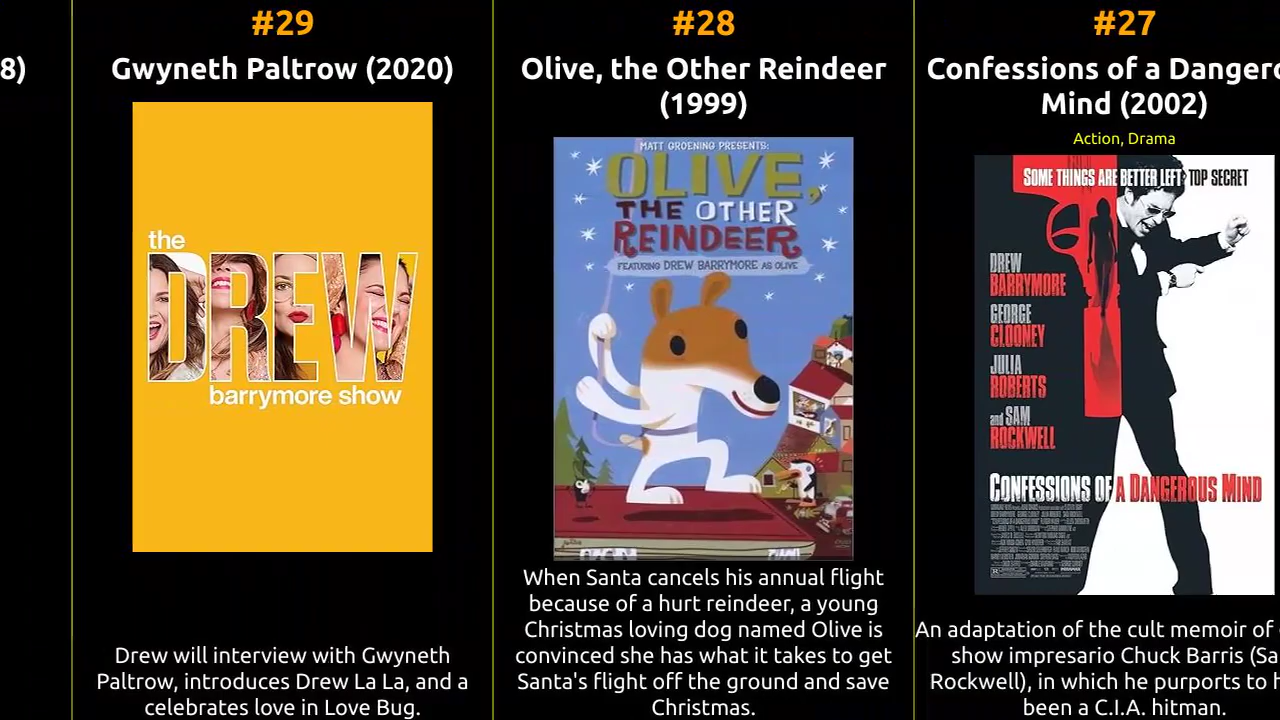 8)
#29
Gwyneth Paltrow (2020)
the
DREW
barrymore show
Drew will interview with Gwyneth
Paltrow, introduces Drew La La, and a
celebrates love in Love Bug.
#28
Olive, the Other Reindeer
(1999)
MATT GROENING PRESENTS:
OLIVE,
THE OTHER
REINDEER
FEATURING DREW BARRYMORE AS OLIVE
When Santa cancels his annual flight
because of a hurt reindeer, a young
Christmas loving dog named Olive is
convinced she has what it takes to get
Santa's flight off the ground and save
Christmas.
#27
Confessions of a Dangero
Mind (2002)
Action, Drama
SOME THINGS ARE BETTER LEFT TOP SECRET
DREW
BARRYMORE
GEORGE
CLOONEY
JULIA
ROBERTS
and SAM
ROCKWELL
CONFESSIONS OF A DANGEROUS MIND
An adaptation of the cult memoir of
show impresario Chuck Barris (Sa
Rockwell), in which he purports to h
been a C.I.A. hitman.